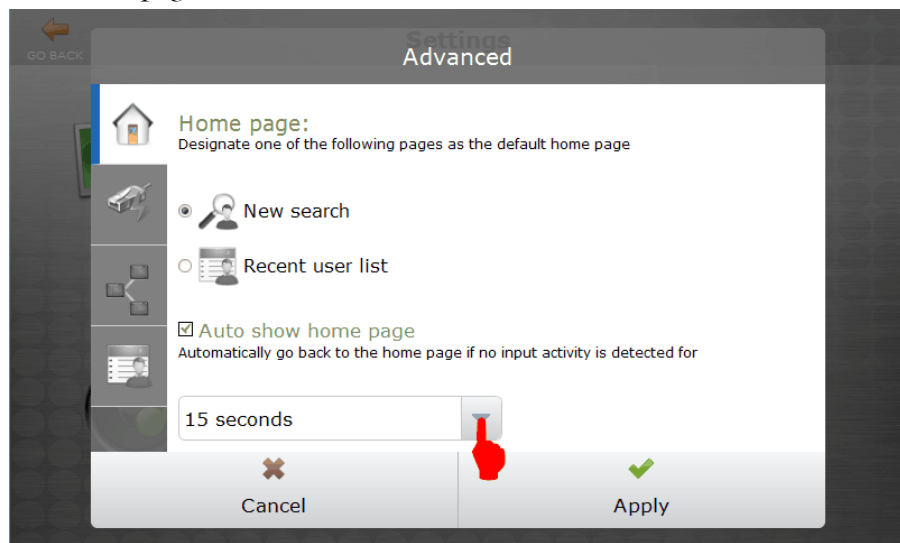 Settings
GO BACK
Advanced
Home page:
Designate one of the following pages as the default home page
New search
Recent user list
Auto show home page
Automatically go back to the home page if no input activity is detected for
15 seconds
Cancel
Apply